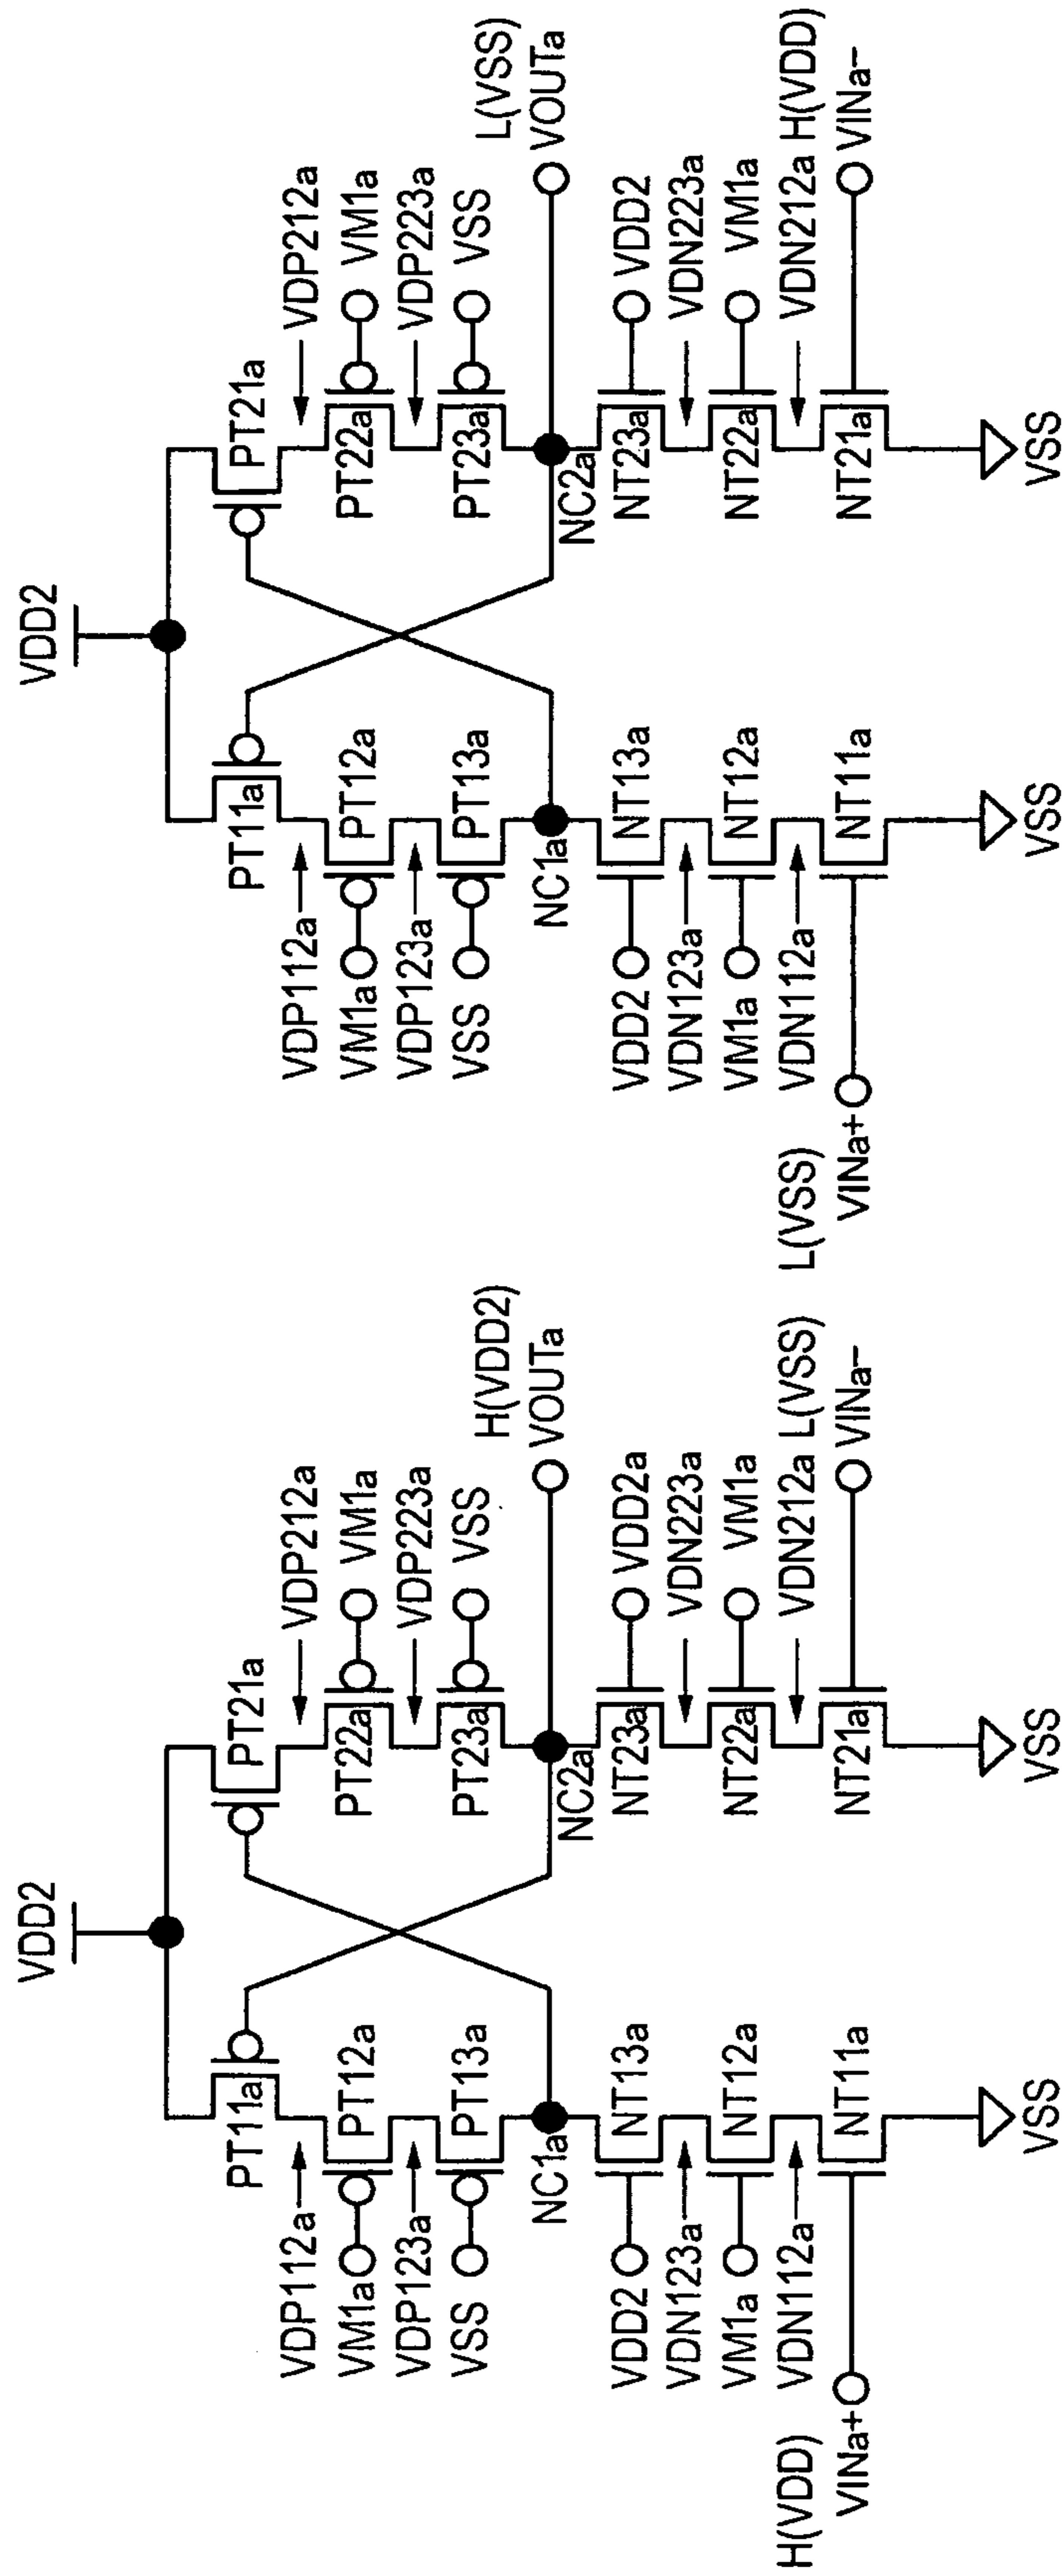 VDD2
PT11a
PT21a
VDP112a
VDP212a
VM1a
PT12a
PT22a
VM1a
VDP123a
VDP223a
VSS
PT13a
PT23a
VSS
H(VDD2)
NC1a
NC2a
VOUTa
VDD2
NT13a
NT23a
VDD2a
VDN123a
VDN223a
VM1a
NT12a
NT22a
VM1a
VDN112a
VDN212a
H(VDD)
L(VSS)
VINa+
NT11a
NT21a
VINa−
VSS
VSS
VDD2
PT11a
PT21a
VDP112a
VDP212a
VM1a
PT12a
PT22a
VM1a
VDP123a
VDP223a
VSS
PT13a
PT23a
VSS
L(VSS)
NC1a
NC2a
VOUTa
VDD2
NT13a
NT23a
VDD2
VDN123a
VDN223a
VM1a
NT12a
NT22a
VM1a
VDN112a
VDN212a
L(VSS)
H(VDD)
VINa+
NT11a
NT21a
VINa−
VSS
VSS